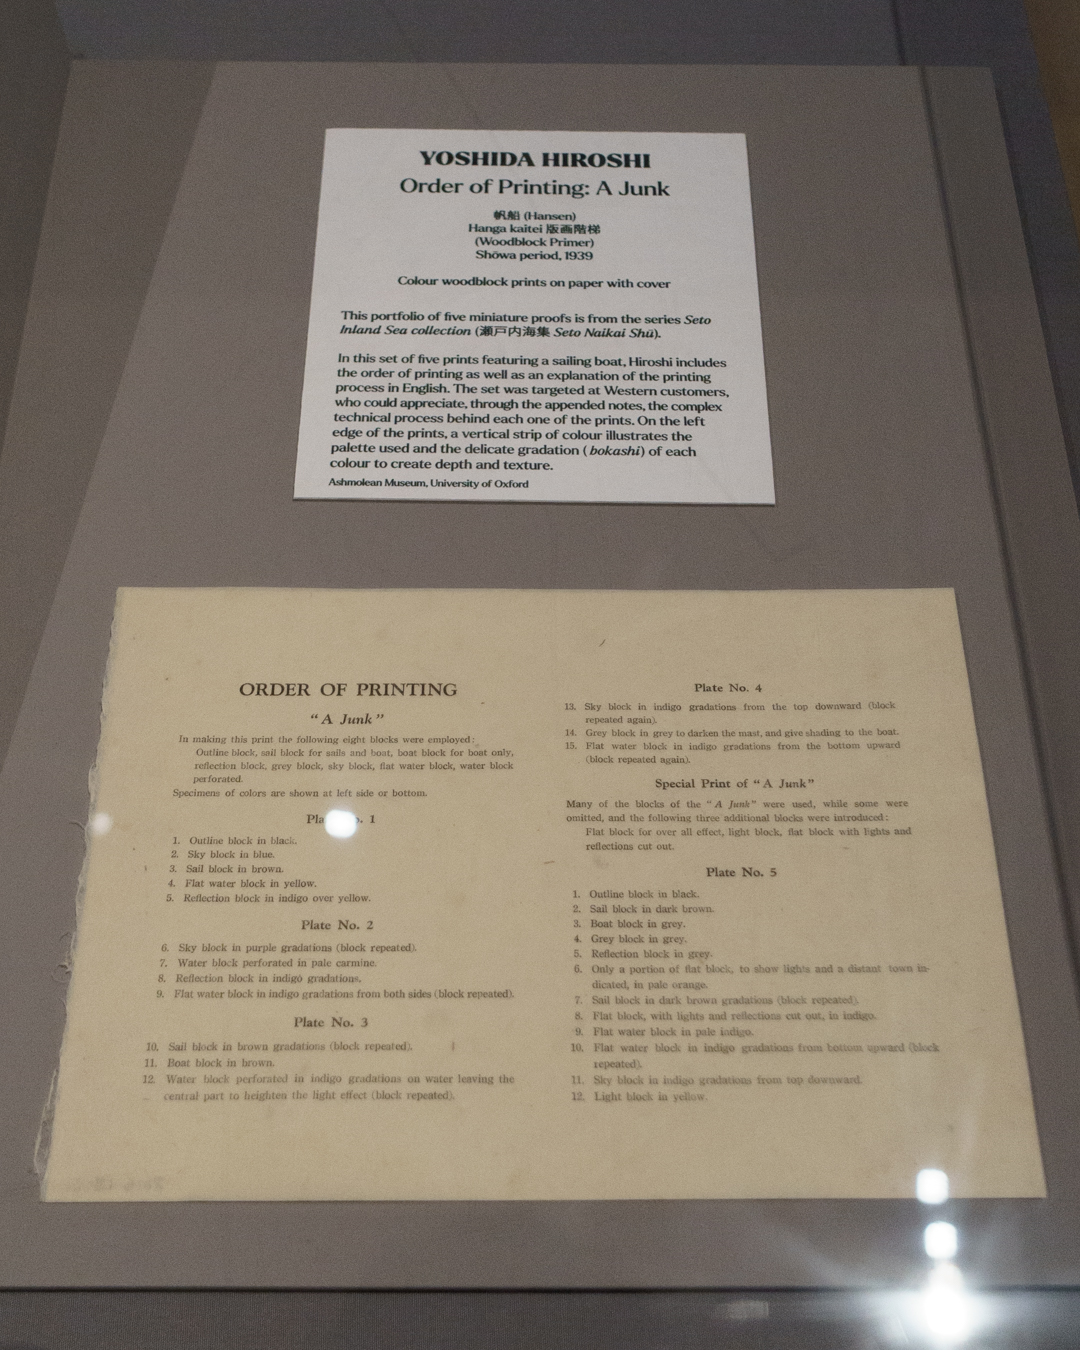 YOSHIDA HIROSHI
Order of Printing: A Junk
帆船 (Hansen)
Hanga kaitei 版画階梯
(Woodblock Primer)
Shōwa period, 1939
Colour woodblock prints on paper with cover
This portfolio of five miniature proofs is from the series Seto
Inland Sea collection (瀬戸内海集 Seto Naikai Shū).
In this set of five prints featuring a sailing boat, Hiroshi includes
the order of printing as well as an explanation of the printing
process in English. The set was targeted at Western customers,
who could appreciate, through the appended notes, the complex
technical process behind each one of the prints. On the left
edge of the prints, a vertical strip of colour illustrates the
palette used and the delicate gradation (bokashi) of each
colour to create depth and texture.
Ashmolean Museum, University of Oxford
ORDER OF PRINTING
"A Junk"
In making this print the following eight blocks were employed:
Outline block, sail block for sails and boat, boat block for boat only,
reflection block, grey block, sky block, flat water block, water block
perforated.
Specimens of colors are shown at left side or bottom.
Pla o. 1
1. Outline block in black.
2. Sky block in blue.
3. Sail block in brown.
4. Flat water block in yellow.
5. Reflection block in indigo over yellow.
Plate No. 2
6. Sky block in purple gradations (block repeated).
7. Water block perforated in pale carmine.
8. Reflection block in indigo gradations.
9. Flat water block in indigo gradations from both sides (block repeated).
Plate No. 3
10. Sail block in brown gradations (block repeated).
11. Boat block in brown.
12. Water block perforated in indigo gradations on water leaving the
central part to heighten the light effect (block repeated).
Plate No. 4
13. Sky block in indigo gradations from the top downward (block
repeated again).
14. Grey block in grey to darken the mast, and give shading to the boat.
15. Flat water block in indigo gradations from the bottom upward
(block repeated again).
Special Print of "A Junk"
Many of the blocks of the "A Junk" were used, while some were
omitted, and the following three additional blocks were introduced:
Flat block for over all effect, light block, flat block with lights and
reflections cut out.
Plate No. 5
1. Outline block in black.
2. Sail block in dark brown.
3. Boat block in grey.
4. Grey block in grey.
5. Reflection block in grey.
6. Only a portion of flat block, to show lights and a distant town in-
dicated, in pale orange.
7. Sail block in dark brown gradations (block repeated).
8. Flat block, with lights and reflections cut out, in indigo.
9. Flat water block in pale indigo.
10. Flat water block in indigo gradations from bottom upward (block
repeated).
11. Sky block in indigo gradations from top downward.
12. Light block in yellow.